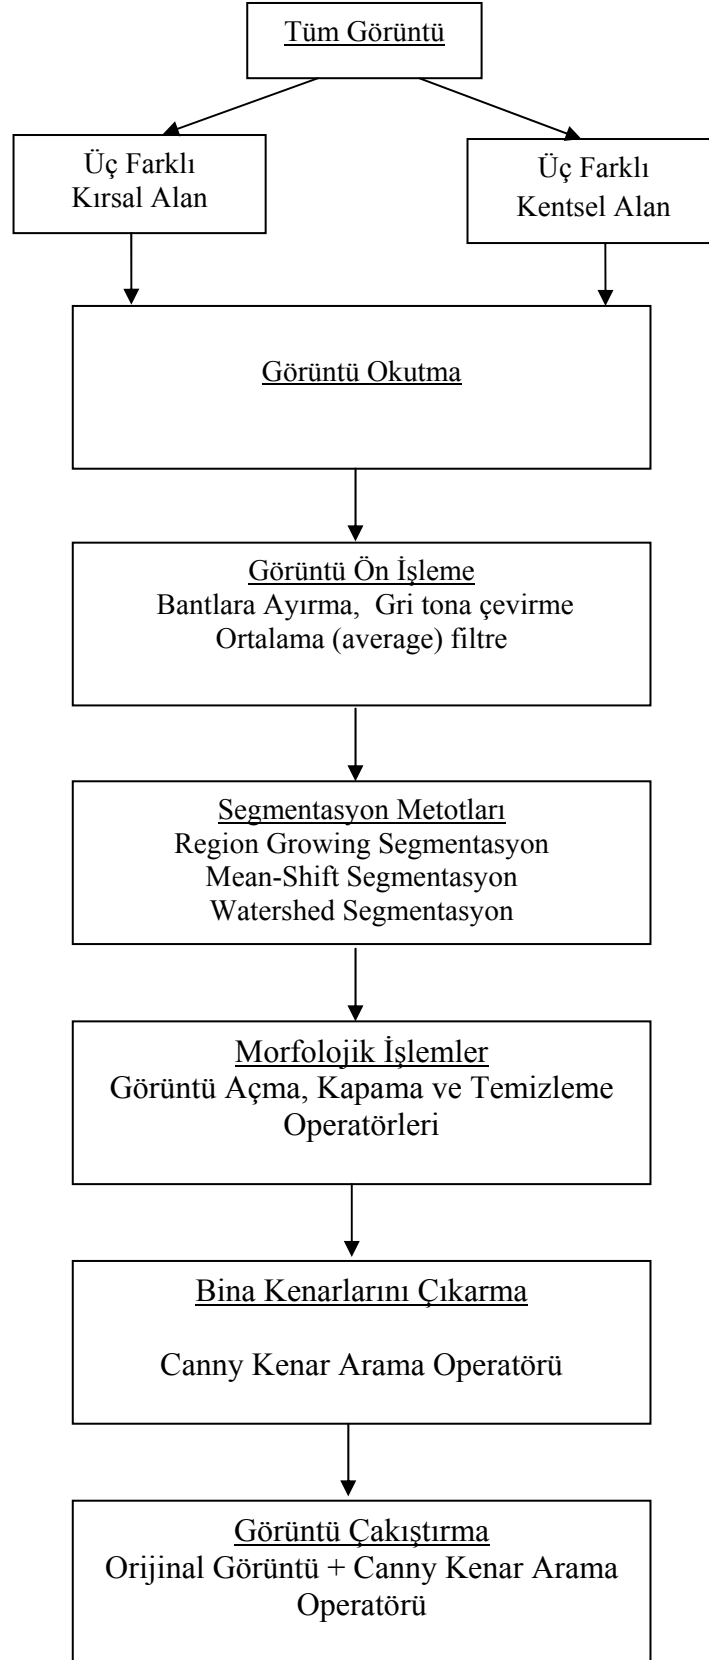 Tüm Görüntü
Üç Farklı
Kırsal Alan
Üç Farklı
Kentsel Alan
Görüntü Okutma
Görüntü Ön İşleme
Bantlara Ayırma,  Gri tona çevirme
Ortalama (average) filtre
Segmentasyon Metotları
Region Growing Segmentasyon
Mean-Shift Segmentasyon
Watershed Segmentasyon
Morfolojik İşlemler
Görüntü Açma, Kapama ve Temizleme
Operatörleri
Bina Kenarlarını Çıkarma
Canny Kenar Arama Operatörü
Görüntü Çakıştırma
Orijinal Görüntü + Canny Kenar Arama
Operatörü